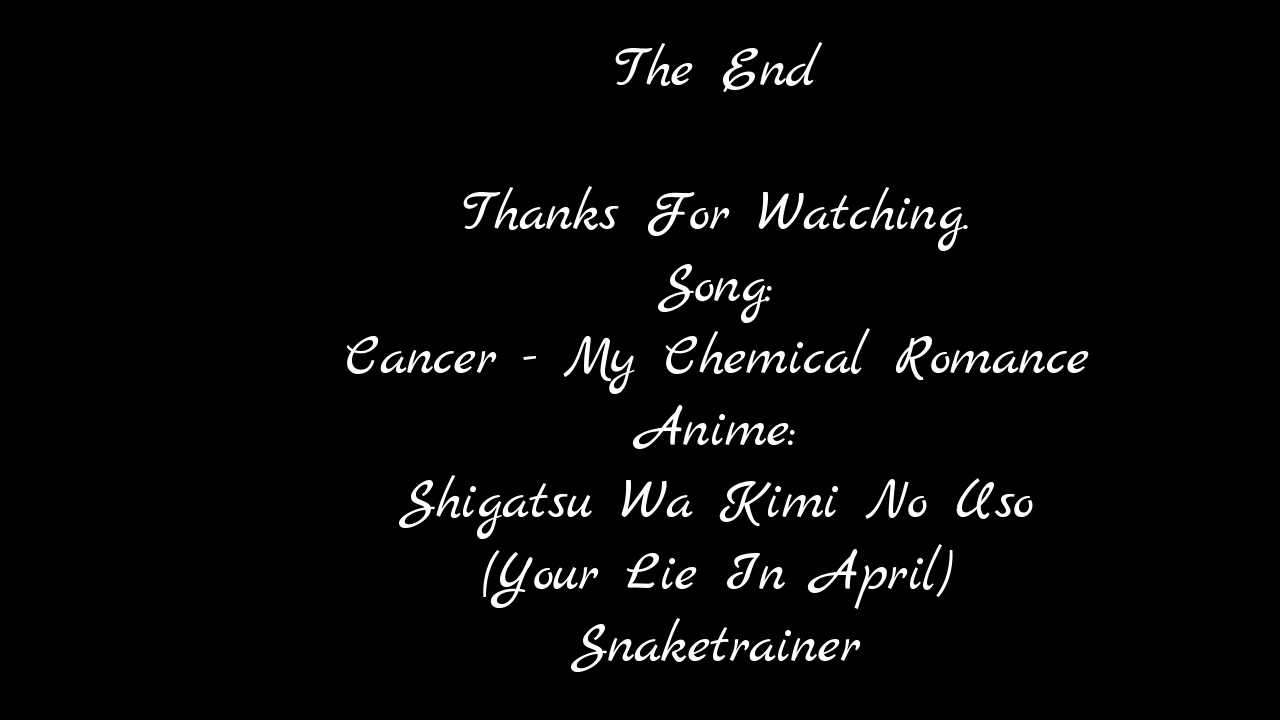 The End
Thanks For Watching.
Song:
Cancer - My Chemical Romance
Anime:
Shigatsu Wa Kimi No Uso
(Your Lie In April)
Snaketrainer